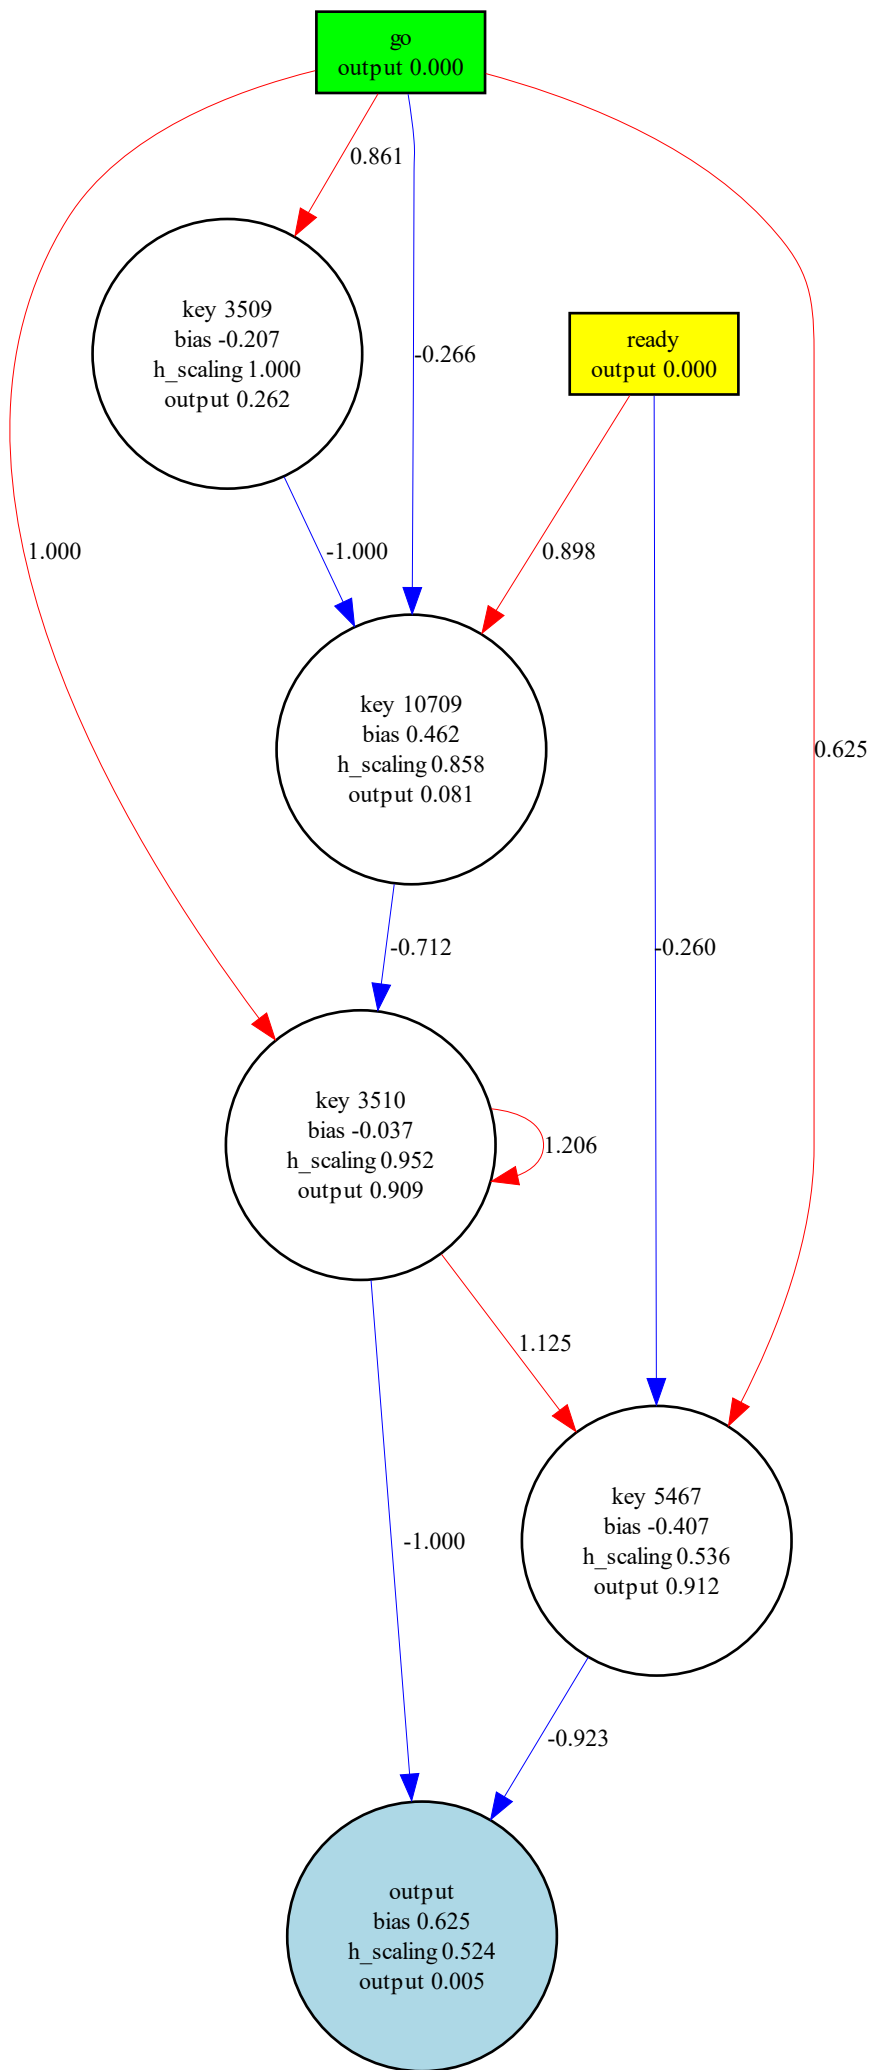 go
output 0.000
0.861
key 3509
bias -0.207
h_scaling 1.000
output 0.262
-0.266
ready
output 0.000
1.000
-1.000
0.898
key 10709
bias 0.462
h_scaling 0.858
output 0.081
0.625
-0.712
-0.260
key 3510
bias -0.037
h_scaling 0.952
output 0.909
1.206
1.125
key 5467
bias -0.407
h_scaling 0.536
output 0.912
-1.000
-0.923
output
bias 0.625
h_scaling 0.524
output 0.005